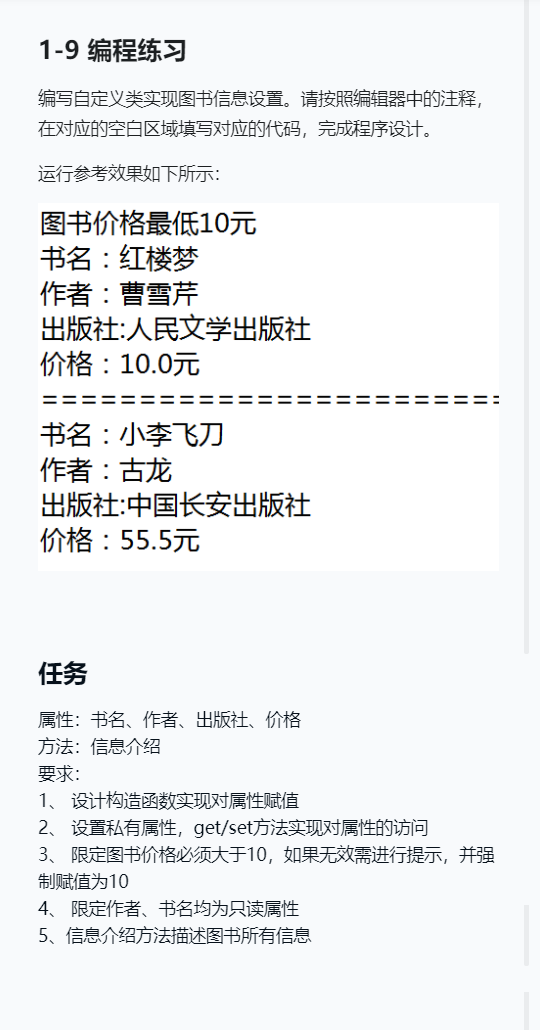 1-9 编程练习
编写自定义类实现图书信息设置。请按照编辑器中的注释，
在对应的空白区域填写对应的代码，完成程序设计。
运行参考效果如下所示：
图书价格最低10元
书名：红楼梦
作者：曹雪芹
出版社:人民文学出版社
价格：10.0元
========================
书名：小李飞刀
作者：古龙
出版社:中国长安出版社
价格：55.5元
任务
属性：书名、作者、出版社、价格
方法：信息介绍
要求：
1、 设计构造函数实现对属性赋值
2、 设置私有属性，get/set方法实现对属性的访问
3、 限定图书价格必须大于10，如果无效需进行提示，并强
制赋值为10
4、 限定作者、书名均为只读属性
5、信息介绍方法描述图书所有信息